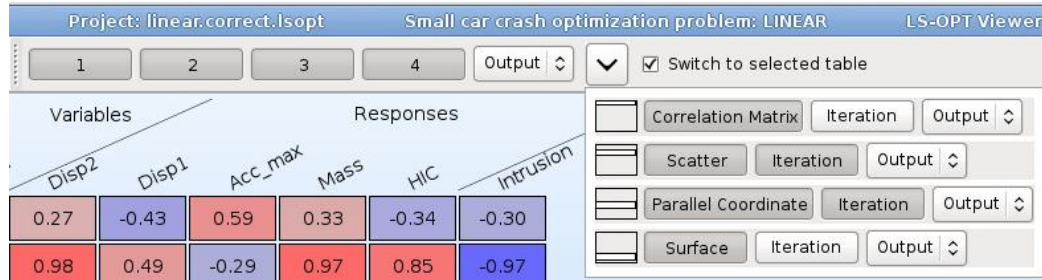 Project: linear.correct.lsopt Small car crash optimization problem: LINEAR LS-OPT Viewer
1 2 3 4 Output Switch to selected table
Variables Responses
Disp2 Disp1 Acc_max Mass HIC Intrusion
0.27 -0.43 0.59 0.33 -0.34 -0.30
0.98 0.49 -0.29 0.97 0.85 -0.97
Correlation Matrix Iteration Output
Scatter Iteration Output
Parallel Coordinate Iteration Output
Surface Iteration Output